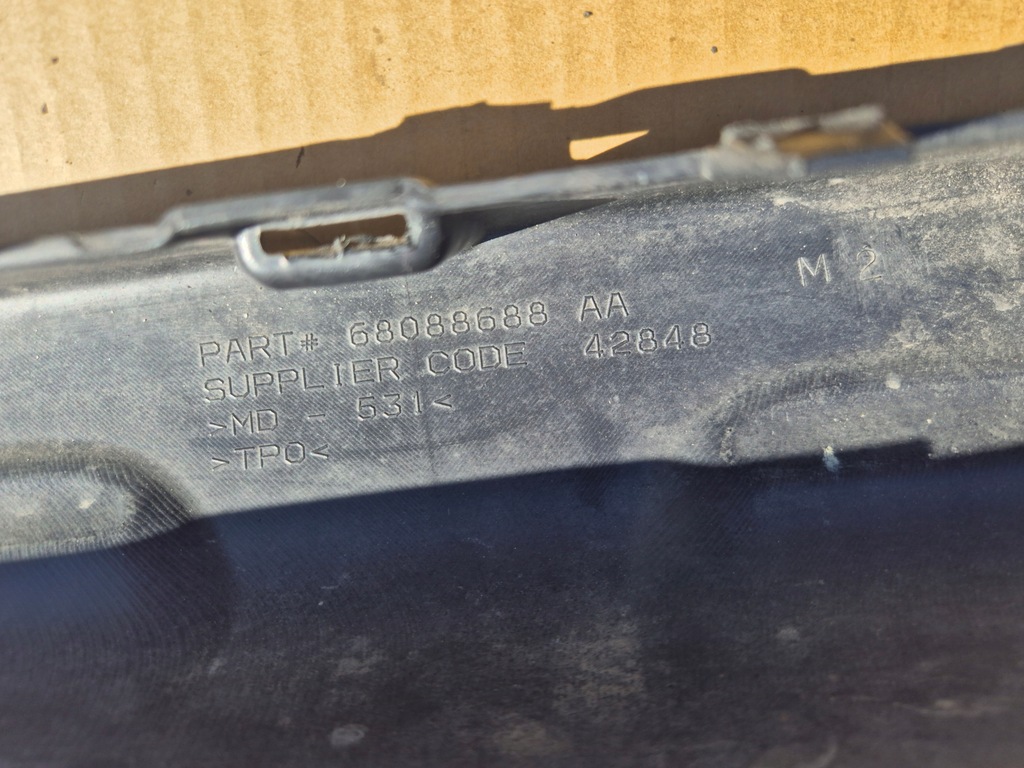 M 2
PART# 68088688 AA
SUPPLIER CODE 42848
>MD - 531<
>TPO<